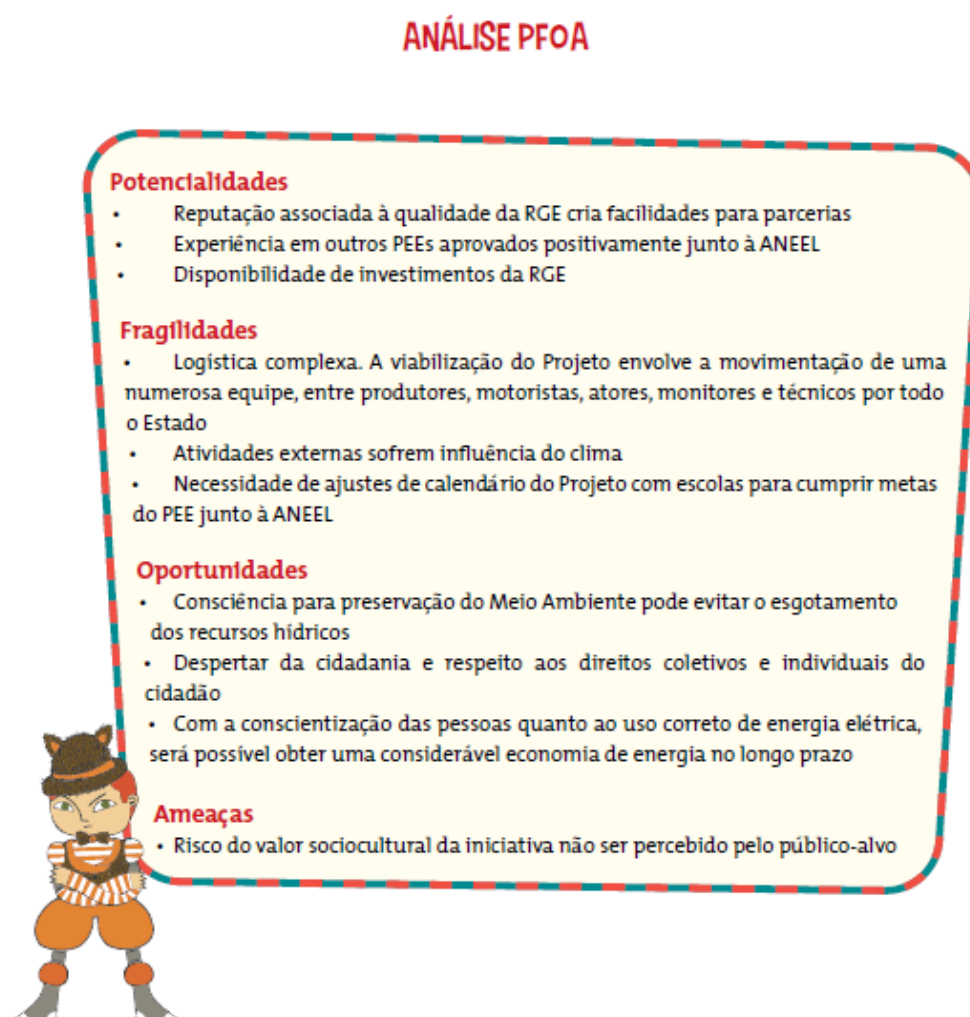 ANÁLISE PFOA
Potencialidades
• Reputação associada à qualidade da RGE cria facilidades para parcerias
• Experiência em outros PEEs aprovados positivamente junto à ANEEL
• Disponibilidade de investimentos da RGE
Fragilidades
• Logística complexa. A viabilização do Projeto envolve a movimentação de uma
numerosa equipe, entre produtores, motoristas, atores, monitores e técnicos por todo
o Estado
• Atividades externas sofrem influência do clima
• Necessidade de ajustes de calendário do Projeto com escolas para cumprir metas
do PEE junto à ANEEL
Oportunidades
• Consciência para preservação do Meio Ambiente pode evitar o esgotamento
dos recursos hídricos
• Despertar da cidadania e respeito aos direitos coletivos e individuais do
cidadão
• Com a conscientização das pessoas quanto ao uso correto de energia elétrica,
será possível obter uma considerável economia de energia no longo prazo
Ameaças
• Risco do valor sociocultural da iniciativa não ser percebido pelo público-alvo